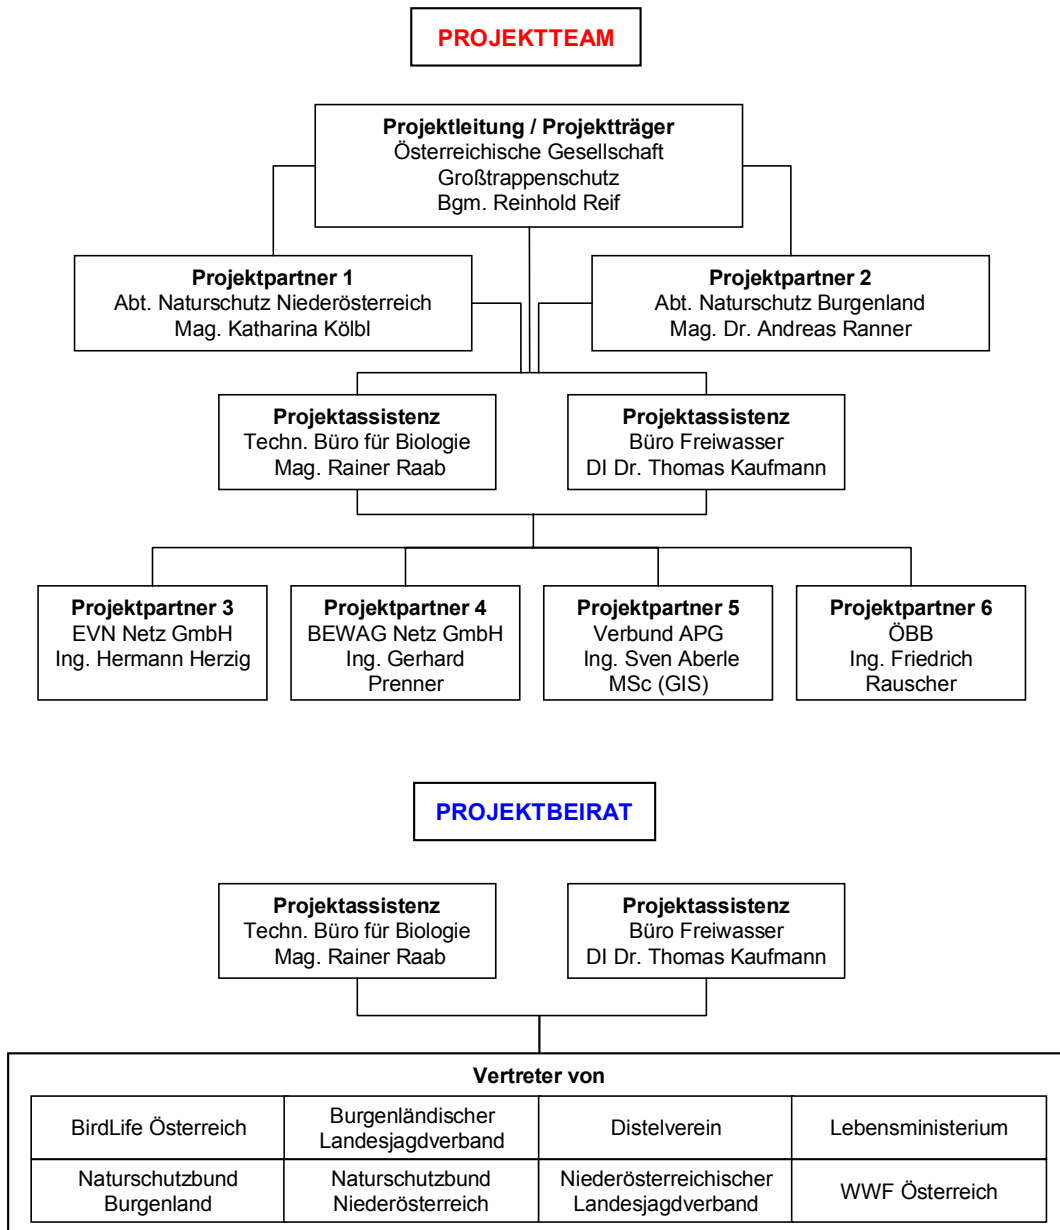 PROJEKTTEAM
Projektleitung / Projektträger
Österreichische Gesellschaft
Großtrappenschutz
Bgm. Reinhold Reif
Projektpartner 1
Abt. Naturschutz Niederösterreich
Mag. Katharina Kölbl
Projektpartner 2
Abt. Naturschutz Burgenland
Mag. Dr. Andreas Ranner
Projektassistenz
Techn. Büro für Biologie
Mag. Rainer Raab
Projektassistenz
Büro Freiwasser
DI Dr. Thomas Kaufmann
Projektpartner 3
EVN Netz GmbH
Ing. Hermann Herzig
Projektpartner 4
BEWAG Netz GmbH
Ing. Gerhard
Prenner
Projektpartner 5
Verbund APG
Ing. Sven Aberle
MSc (GIS)
Projektpartner 6
ÖBB
Ing. Friedrich
Rauscher
PROJEKTBEIRAT
Projektassistenz
Techn. Büro für Biologie
Mag. Rainer Raab
Projektassistenz
Büro Freiwasser
DI Dr. Thomas Kaufmann
Vertreter von
BirdLife Österreich
Burgenländischer
Landesjagdverband
Distelverein
Lebensministerium
Naturschutzbund
Burgenland
Naturschutzbund
Niederösterreich
Niederösterreichischer
Landesjagdverband
WWF Österreich